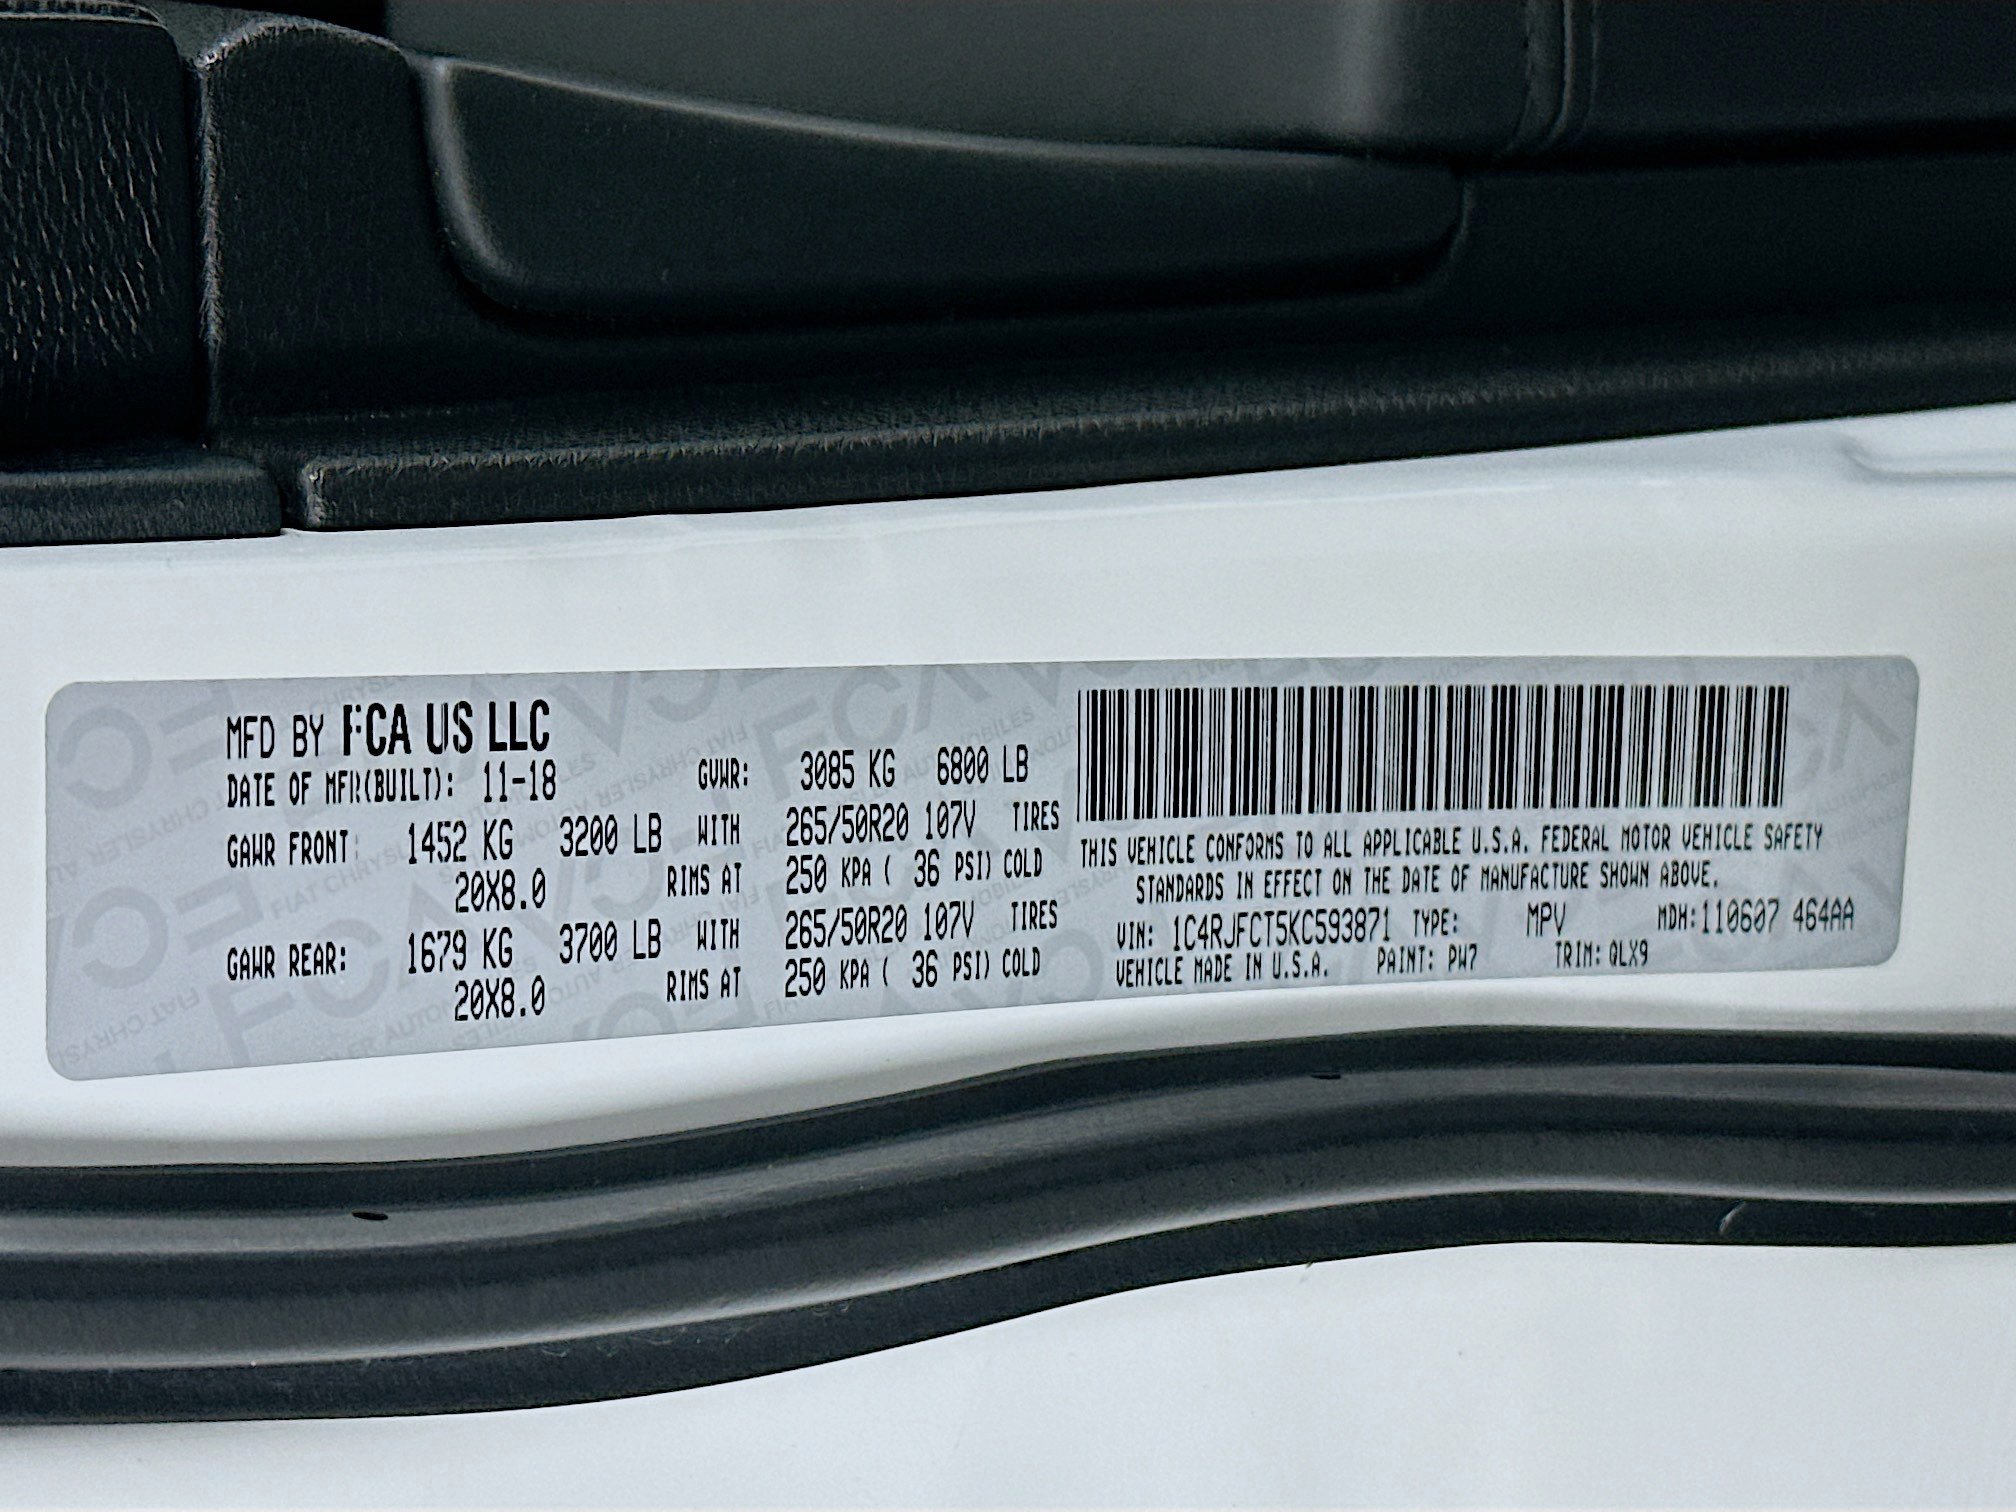 MFD BY FCA US LLC
DATE OF MFR(BUILT): 11-18 GVWR: 3085 KG 6800 LB
GAWR FRONT: 1452 KG 3200 LB WITH 265/50R20 107V TIRES
20X8.0 RIMS AT 250 KPA ( 36 PSI) COLD
GAWR REAR: 1679 KG 3700 LB WITH 265/50R20 107V TIRES
20X8.0 RIMS AT 250 KPA ( 36 PSI) COLD
THIS VEHICLE CONFORMS TO ALL APPLICABLE U.S.A. FEDERAL MOTOR VEHICLE SAFETY
STANDARDS IN EFFECT ON THE DATE OF MANUFACTURE SHOWN ABOVE.
VIN: 1C4RJFCT5KC593871 TYPE: MPV MDH:110607 464AA
VEHICLE MADE IN U.S.A. PAINT: PW7 TRIM: QLX9